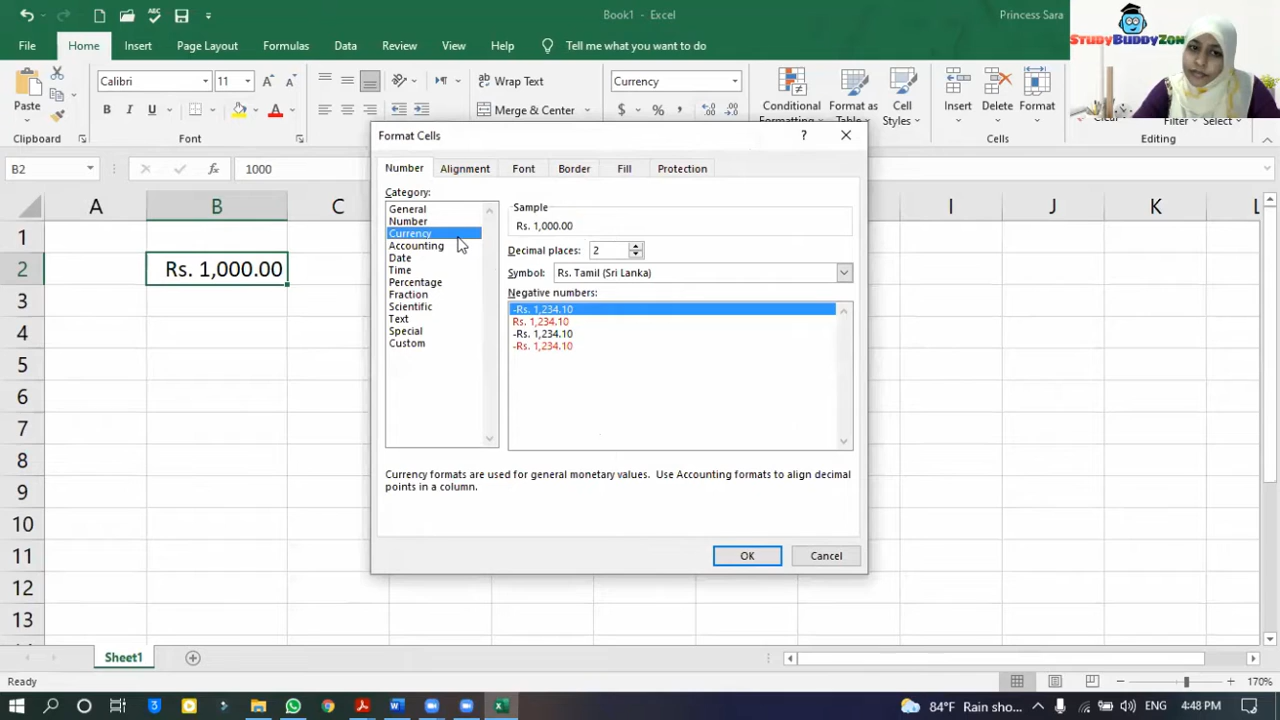 Book1 - Excel
Princess Sara
StudyBuddyZon
File Home Insert Page Layout Formulas Data Review View Help Tell me what you want to do
Paste
Calibri 11
B I U
Wrap Text
Merge & Center
Currency
$ % ,
Conditional Formatting
Format as
Cell Styles
Insert Delete Format
Clipboard Font Cells Editing
B2
fx 1000
A B C I J K L
1
2 Rs. 1,000.00
3
4
5
6
7
8
9
10
11
12
13
Format Cells
? ×
Number Alignment Font Border Fill Protection
Category:
General
Number
Currency
Accounting
Date
Time
Percentage
Fraction
Scientific
Text
Special
Custom
Sample
Rs. 1,000.00
Decimal places: 2
Symbol: Rs. Tamil (Sri Lanka)
Negative numbers:
-Rs. 1,234.10
Rs. 1,234.10
-Rs. 1,234.10
-Rs. 1,234.10
Currency formats are used for general monetary values. Use Accounting formats to align decimal
points in a column.
OK Cancel
Sheet1
Ready
170%
84°F Rain sho...
4:48 PM